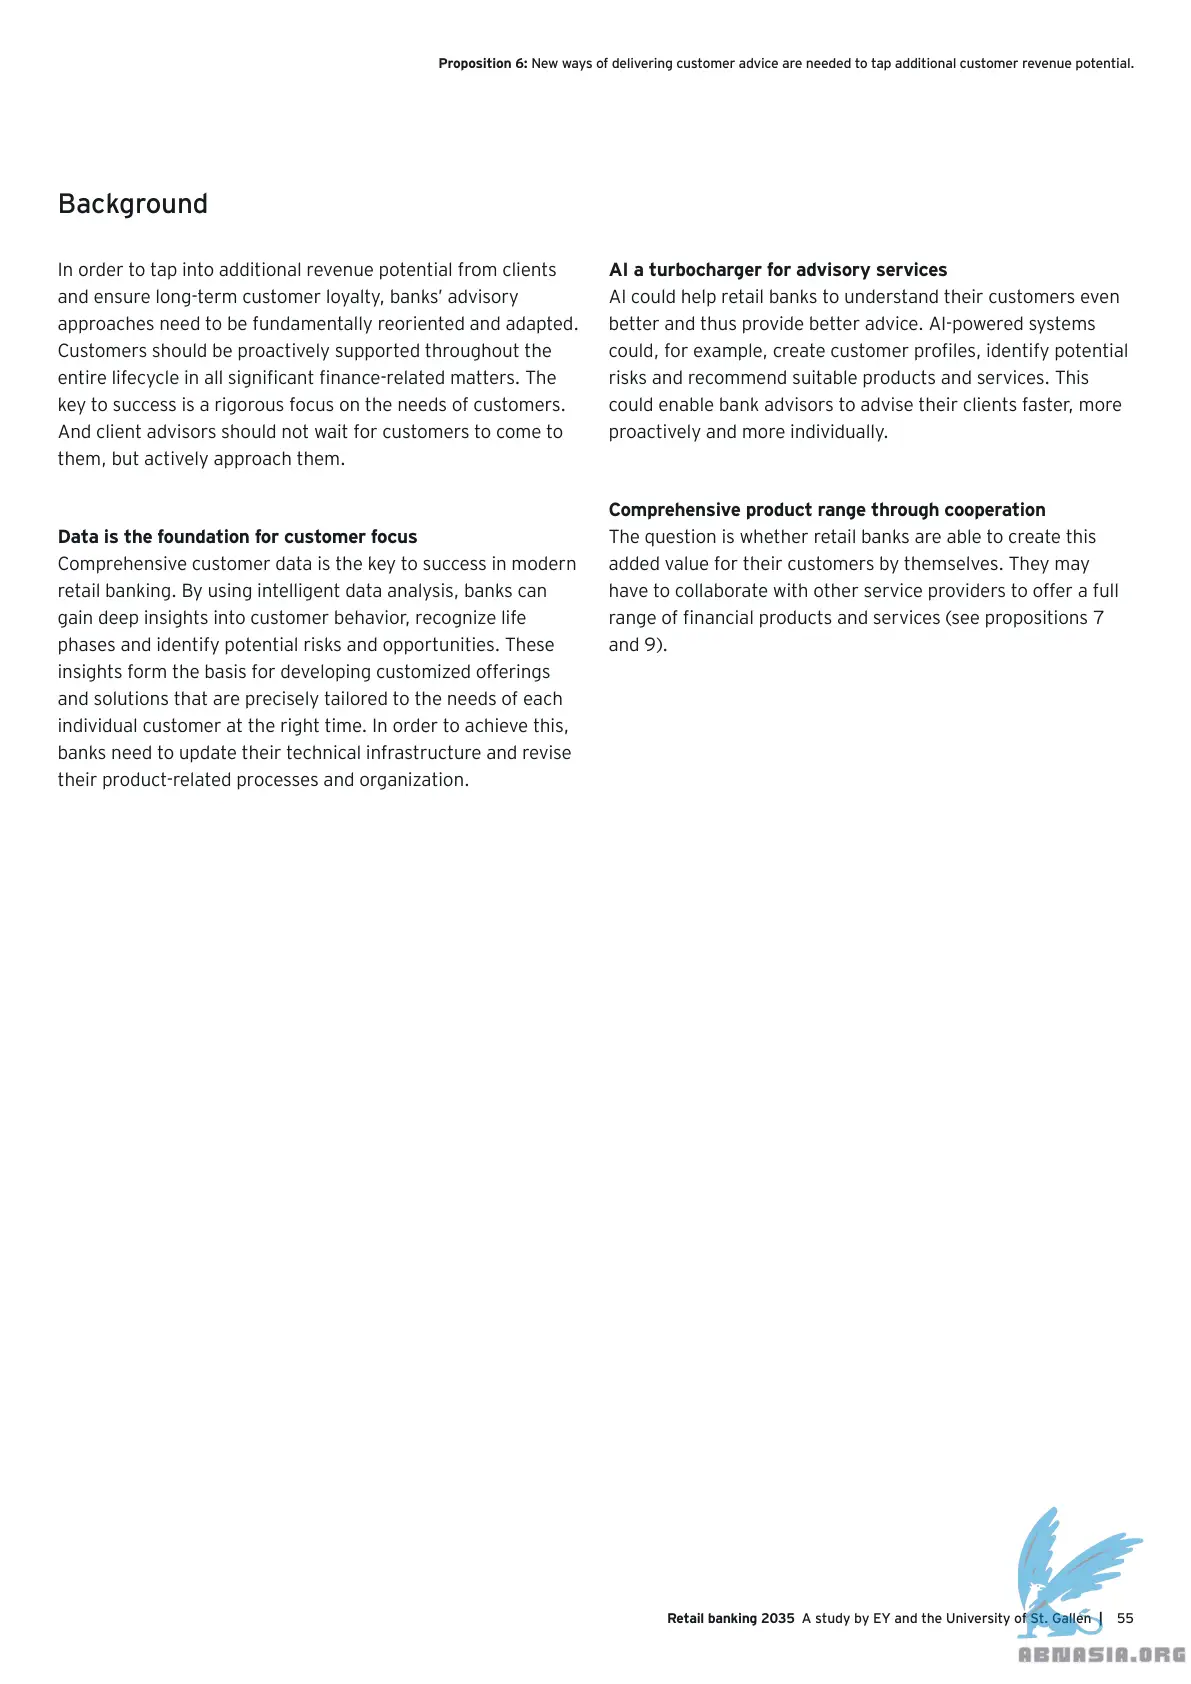 Proposition 6: New ways of delivering customer advice are needed to tap additional customer revenue potential.
Background
In order to tap into additional revenue potential from clients
and ensure long-term customer loyalty, banks’ advisory
approaches need to be fundamentally reoriented and adapted.
Customers should be proactively supported throughout the
entire lifecycle in all significant finance-related matters. The
key to success is a rigorous focus on the needs of customers.
And client advisors should not wait for customers to come to
them, but actively approach them.
Data is the foundation for customer focus
Comprehensive customer data is the key to success in modern
retail banking. By using intelligent data analysis, banks can
gain deep insights into customer behavior, recognize life
phases and identify potential risks and opportunities. These
insights form the basis for developing customized offerings
and solutions that are precisely tailored to the needs of each
individual customer at the right time. In order to achieve this,
banks need to update their technical infrastructure and revise
their product-related processes and organization.
AI a turbocharger for advisory services
AI could help retail banks to understand their customers even
better and thus provide better advice. AI-powered systems
could, for example, create customer profiles, identify potential
risks and recommend suitable products and services. This
could enable bank advisors to advise their clients faster, more
proactively and more individually.
Comprehensive product range through cooperation
The question is whether retail banks are able to create this
added value for their customers by themselves. They may
have to collaborate with other service providers to offer a full
range of financial products and services (see propositions 7
and 9).
Retail banking 2035 A study by EY and the University of St. Gallen | 55
ABNASIA.ORG